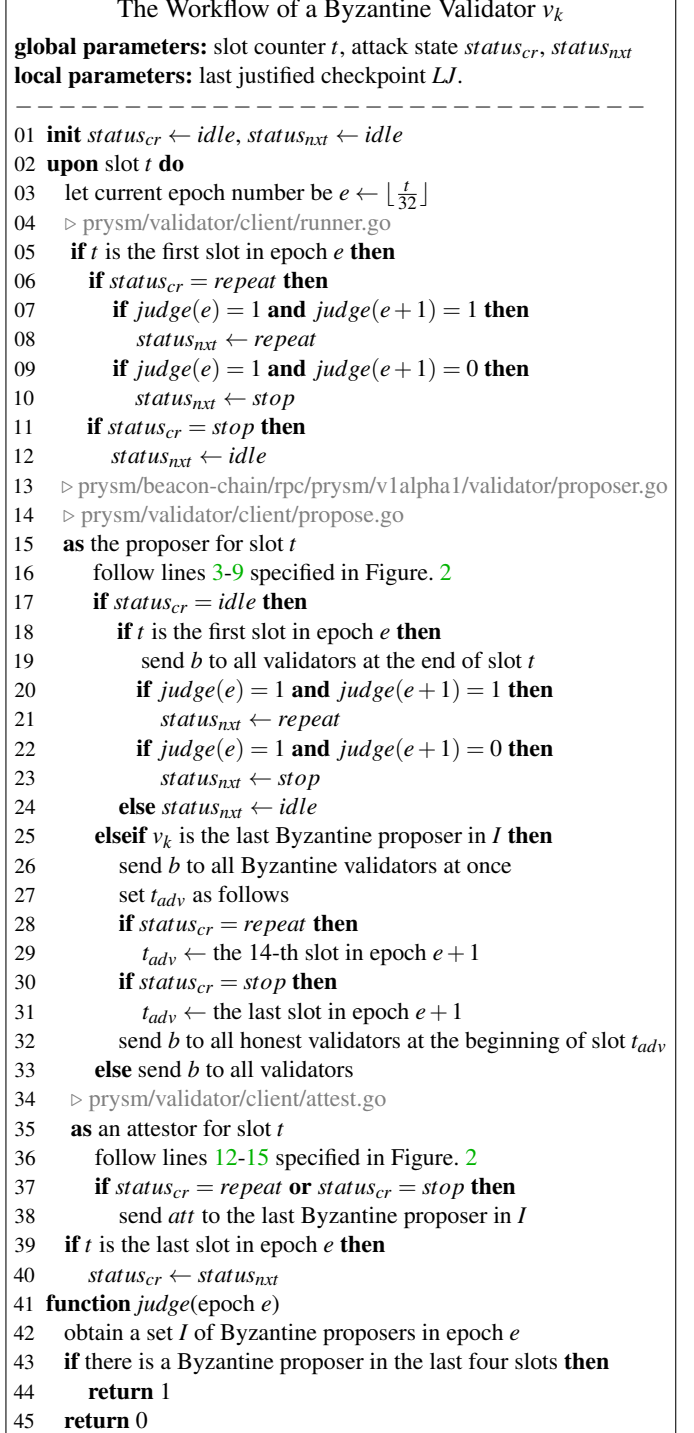 The Workflow of a Byzantine Validator v_k
global parameters: slot counter t, attack state status_cr, status_nxt
local parameters: last justified checkpoint LJ.
01 init status_cr ← idle, status_nxt ← idle
02 upon slot t do
03 let current epoch number be e ← ⌊t/32⌋
04 ▷ prysm/validator/client/runner.go
05 if t is the first slot in epoch e then
06 if status_cr = repeat then
07 if judge(e) = 1 and judge(e+1) = 1 then
08 status_nxt ← repeat
09 if judge(e) = 1 and judge(e+1) = 0 then
10 status_nxt ← stop
11 if status_cr = stop then
12 status_nxt ← idle
13 ▷ prysm/beacon-chain/rpc/prysm/v1alpha1/validator/proposer.go
14 ▷ prysm/validator/client/propose.go
15 as the proposer for slot t
16 follow lines 3-9 specified in Figure. 2
17 if status_cr = idle then
18 if t is the first slot in epoch e then
19 send b to all validators at the end of slot t
20 if judge(e) = 1 and judge(e+1) = 1 then
21 status_nxt ← repeat
22 if judge(e) = 1 and judge(e+1) = 0 then
23 status_nxt ← stop
24 else status_nxt ← idle
25 elseif v_k is the last Byzantine proposer in I then
26 send b to all Byzantine validators at once
27 set t_adv as follows
28 if status_cr = repeat then
29 t_adv ← the 14-th slot in epoch e+1
30 if status_cr = stop then
31 t_adv ← the last slot in epoch e+1
32 send b to all honest validators at the beginning of slot t_adv
33 else send b to all validators
34 ▷ prysm/validator/client/attest.go
35 as an attestor for slot t
36 follow lines 12-15 specified in Figure. 2
37 if status_cr = repeat or status_cr = stop then
38 send att to the last Byzantine proposer in I
39 if t is the last slot in epoch e then
40 status_cr ← status_nxt
41 function judge(epoch e)
42 obtain a set I of Byzantine proposers in epoch e
43 if there is a Byzantine proposer in the last four slots then
44 return 1
45 return 0